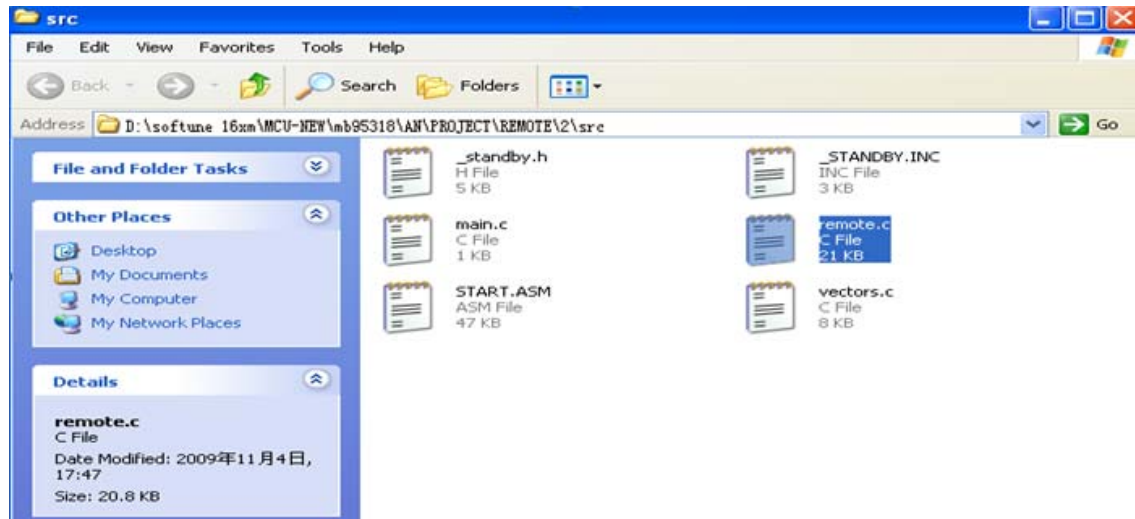 src
File Edit View Favorites Tools Help
Back Search Folders
Address D:\softune 16xm\MCU-NEW\mb95318\AN\PROJECT\REMOTE\2\src Go
File and Folder Tasks
Other Places
Desktop
My Documents
My Computer
My Network Places
Details
remote.c
C File
Date Modified: 2009年11月4日,
17:47
Size: 20.8 KB
_standby.h
H File
5 KB
_STANDBY.INC
INC File
3 KB
main.c
C File
1 KB
remote.c
C File
21 KB
START.ASM
ASM File
47 KB
vectors.c
C File
8 KB